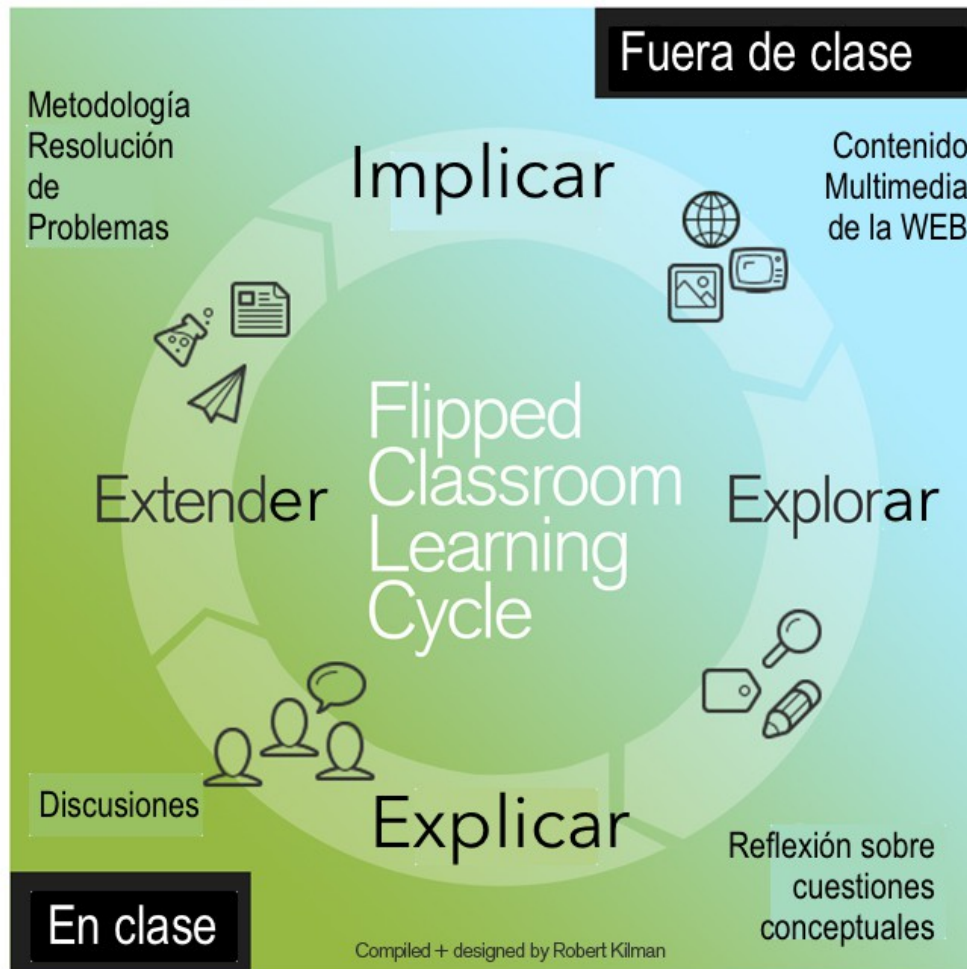 Fuera de clase
Metodología
Resolución
de
Problemas
Implicar
Contenido
Multimedia
de la WEB
Flipped
Classroom
Learning
Cycle
Extender
Explorar
Discusiones
Explicar
Reflexión sobre
cuestiones
conceptuales
En clase
Compiled + designed by Robert Kilman